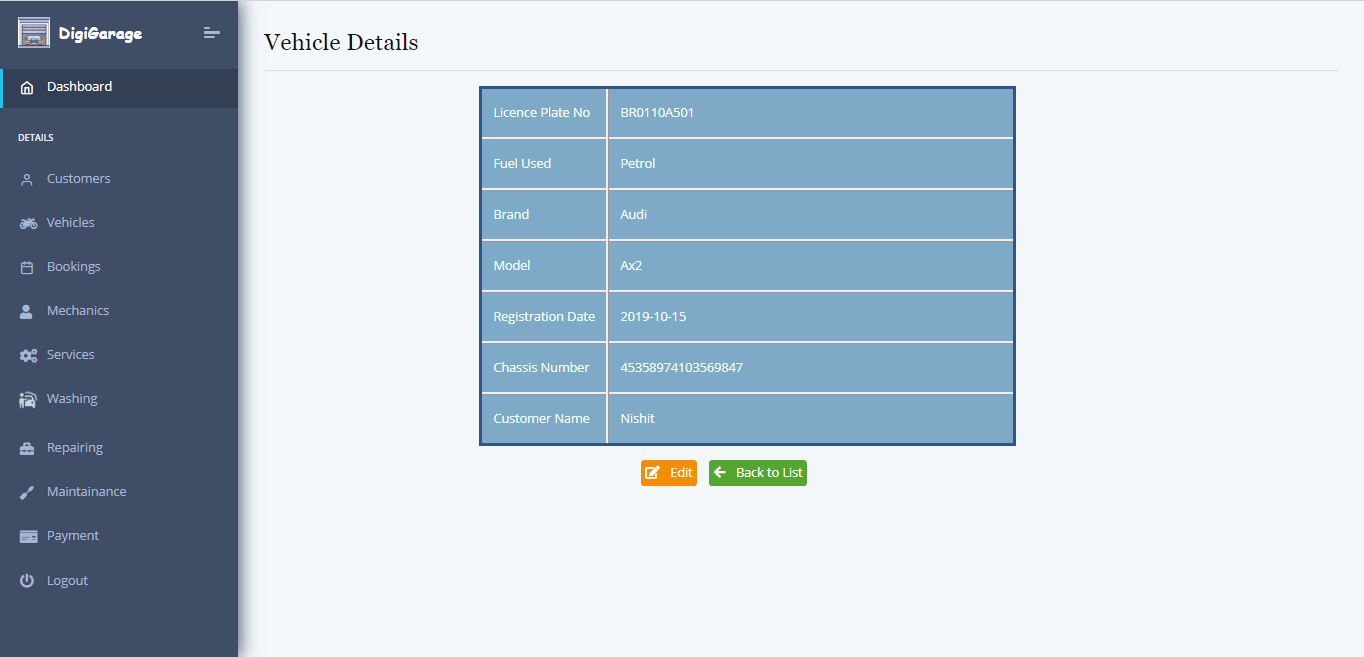 DigiGarage
Dashboard
DETAILS
Customers
Vehicles
Bookings
Mechanics
Services
Washing
Repairing
Maintainance
Payment
Logout
Vehicle Details
Licence Plate No BR0110A501
Fuel Used Petrol
Brand Audi
Model Ax2
Registration Date 2019-10-15
Chassis Number 45358974103569847
Customer Name Nishit
Edit Back to List